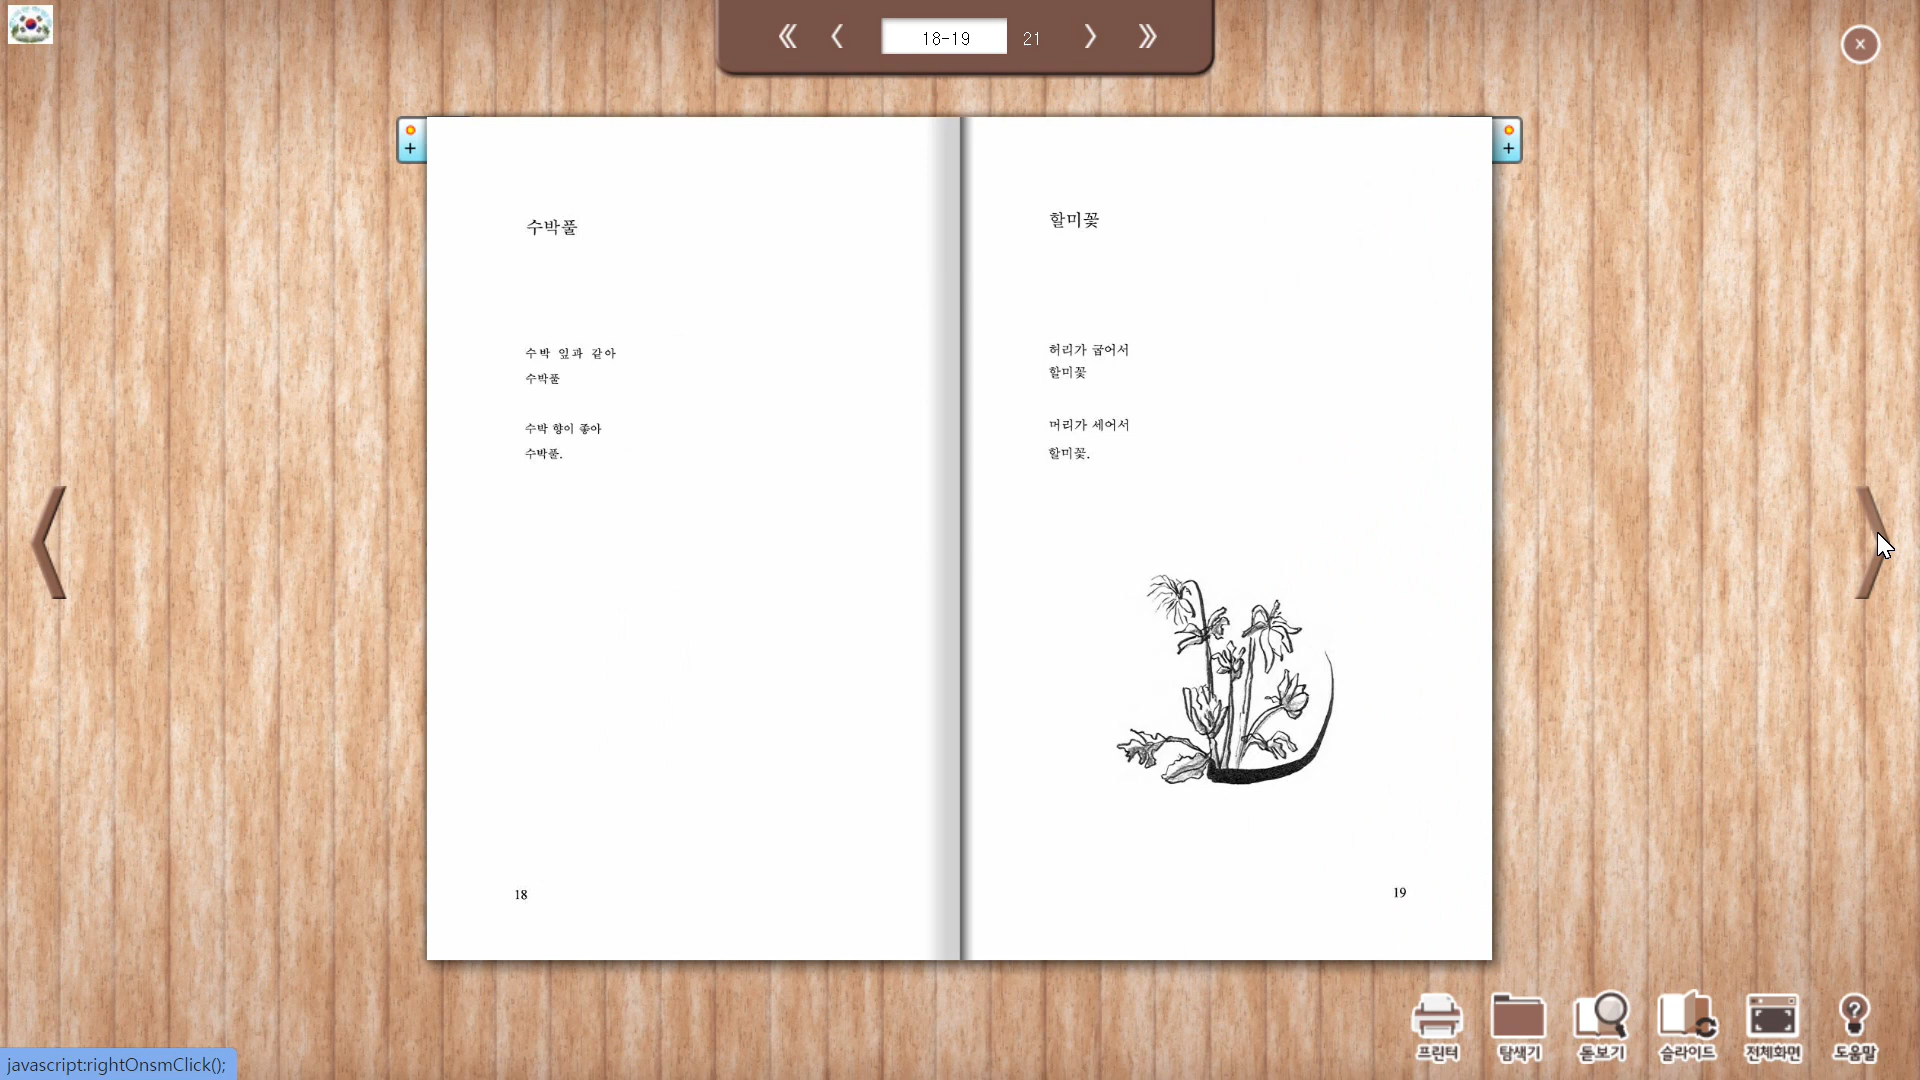 18-19
21
수박풀
수박 잎과 같아
수박풀
수박 향이 좋아
수박풀.
18
할미꽃
허리가 굽어서
할미꽃
머리가 세어서
할미꽃.
19
프린터
탐색기
돋보기
슬라이드
전체화면
도움말
javascript:rightOnsmClick();